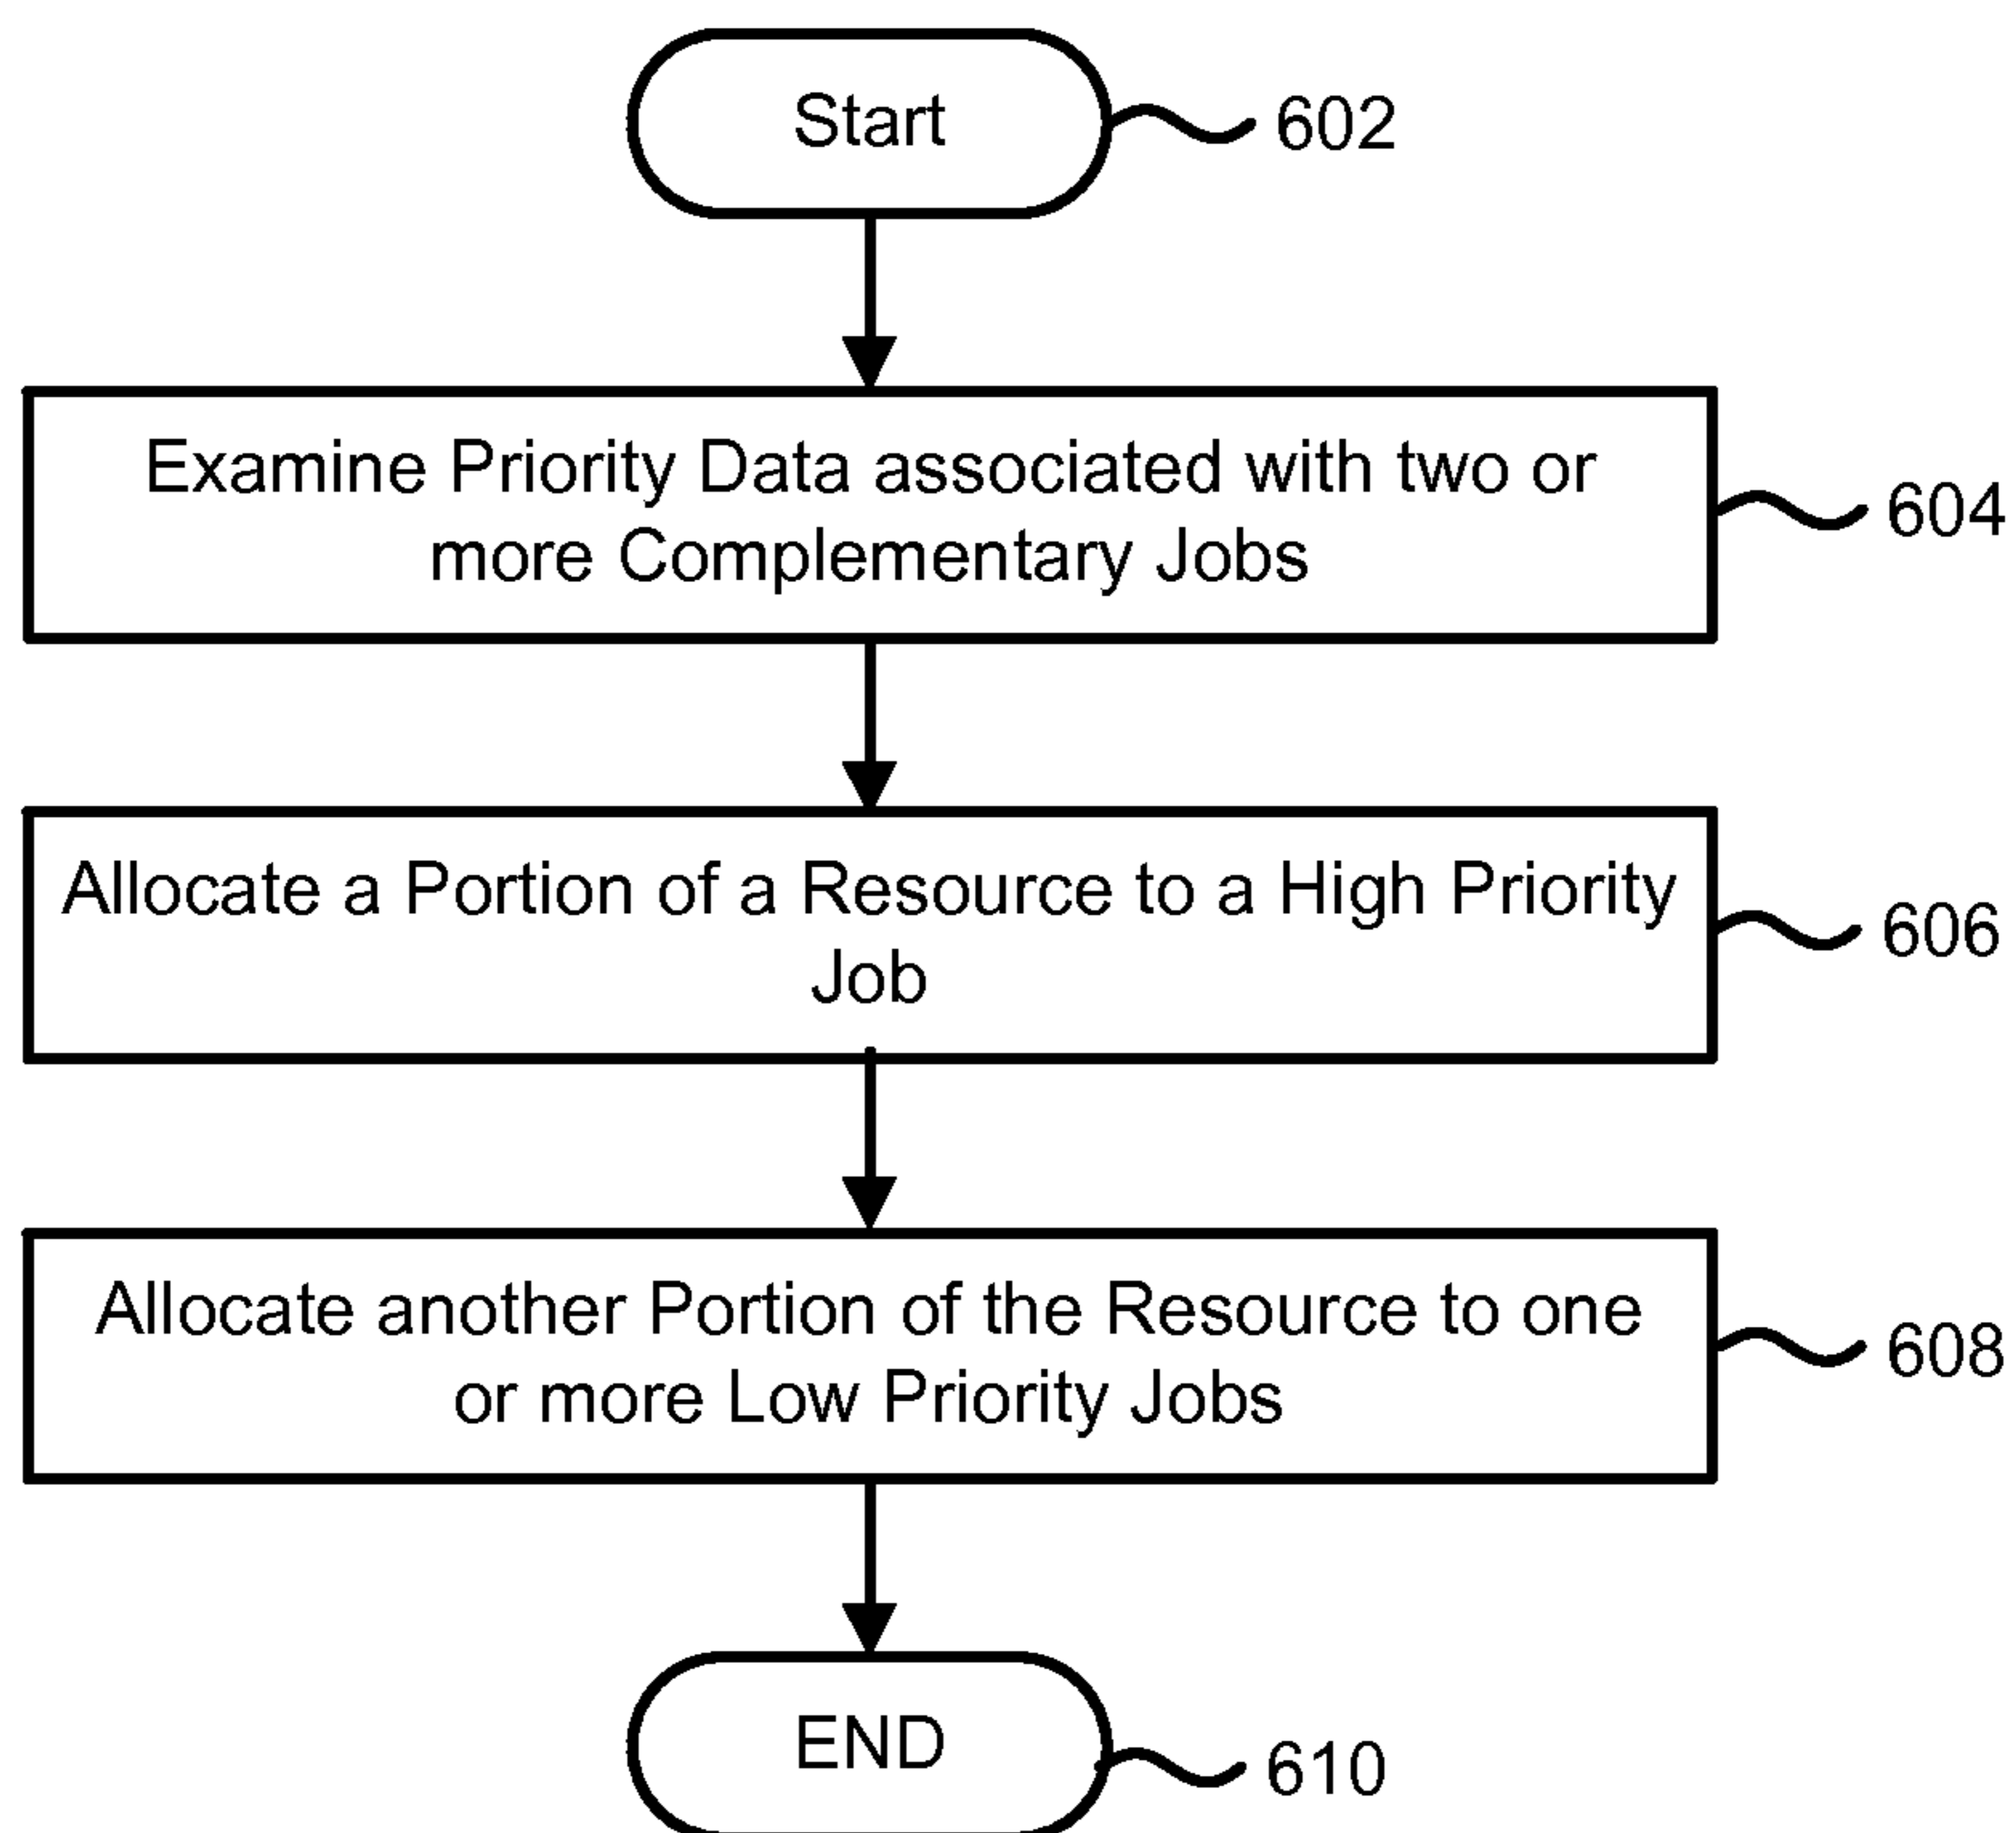 Start
602
Examine Priority Data associated with two or
more Complementary Jobs
604
Allocate a Portion of a Resource to a High Priority
Job
606
Allocate another Portion of the Resource to one
or more Low Priority Jobs
608
END
610